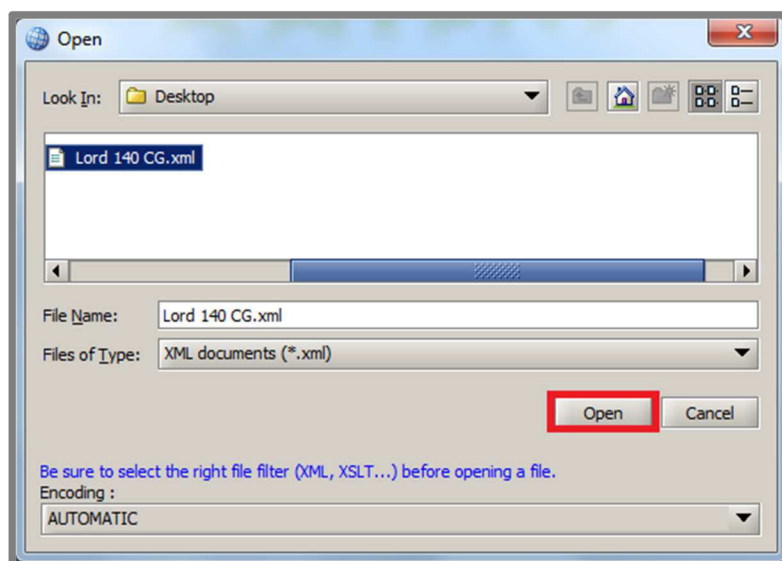 Open
Look In: Desktop
Lord 140 CG.xml
File Name: Lord 140 CG.xml
Files of Type: XML documents (*.xml)
Open Cancel
Be sure to select the right file filter (XML, XSLT...) before opening a file.
Encoding :
AUTOMATIC